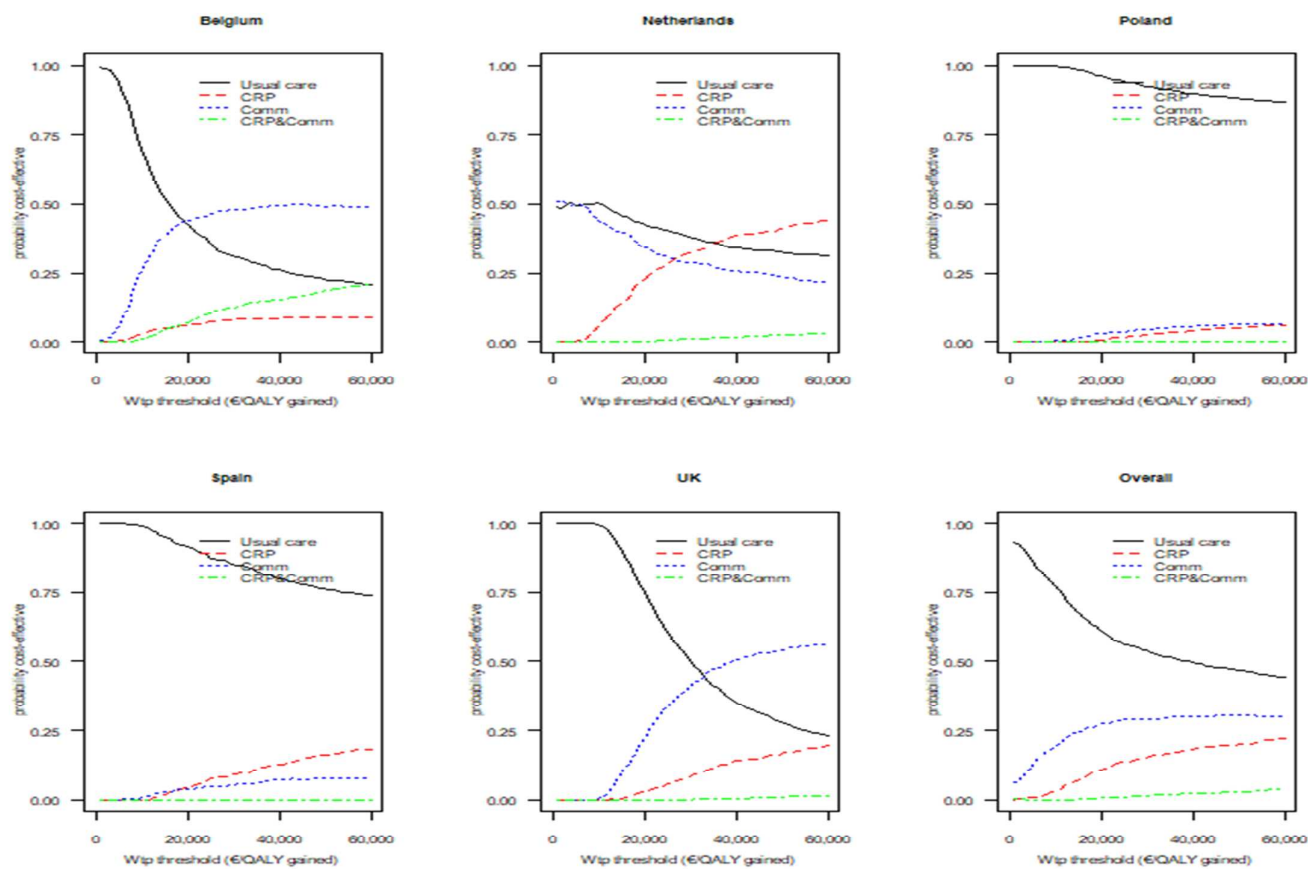 Belgium
1.00
0.75
0.50
0.25
0.00
probability cost-effective
Usual care
CRP
Comm
CRP&Comm
0
20,000
40,000
60,000
Wtp threshold (€/QALY gained)
Netherlands
1.00
0.75
0.50
0.25
0.00
probability cost-effective
Usual care
CRP
Comm
CRP&Comm
0
20,000
40,000
60,000
Wtp threshold (€/QALY gained)
Poland
1.00
0.75
0.50
0.25
0.00
probability cost-effective
Usual care
CRP
Comm
CRP&Comm
0
20,000
40,000
60,000
Wtp threshold (€/QALY gained)
Spain
1.00
0.75
0.50
0.25
0.00
probability cost-effective
Usual care
CRP
Comm
CRP&Comm
0
20,000
40,000
60,000
Wtp threshold (€/QALY gained)
UK
1.00
0.75
0.50
0.25
0.00
probability cost-effective
Usual care
CRP
Comm
CRP&Comm
0
20,000
40,000
60,000
Wtp threshold (€/QALY gained)
Overall
1.00
0.75
0.50
0.25
0.00
probability cost-effective
Usual care
CRP
Comm
CRP&Comm
0
20,000
40,000
60,000
Wtp threshold (€/QALY gained)